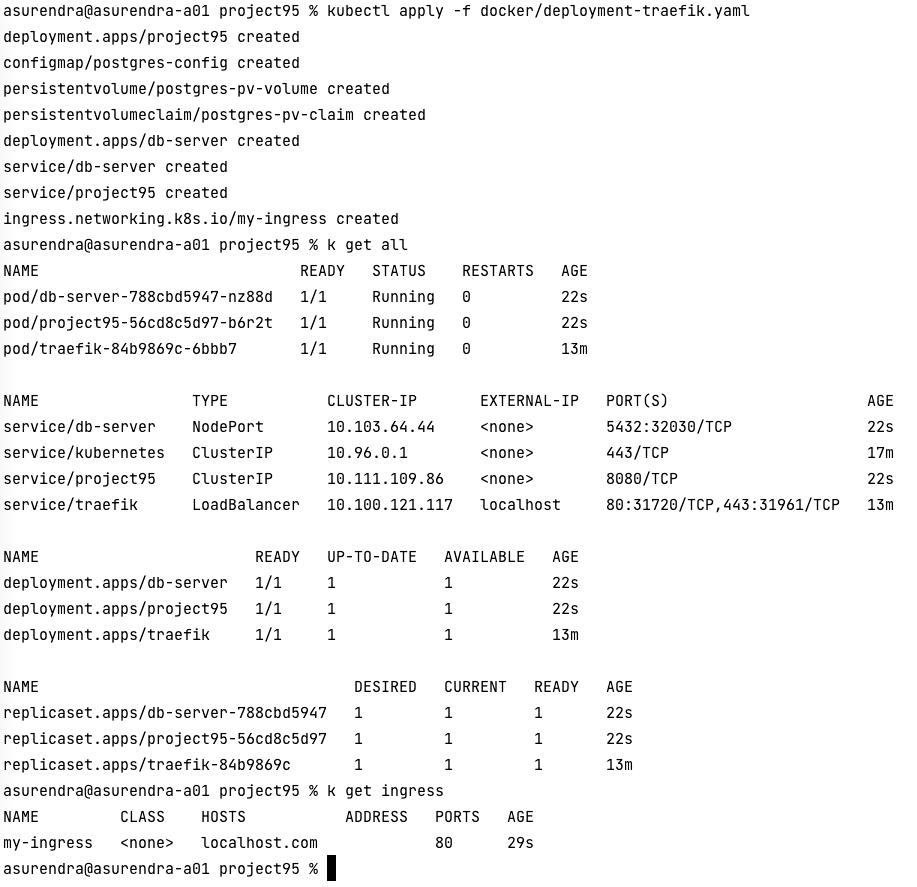 asurendra@asurendra-a01 project95 % kubectl apply -f docker/deployment-traefik.yaml
deployment.apps/project95 created
configmap/postgres-config created
persistentvolume/postgres-pv-volume created
persistentvolumeclaim/postgres-pv-claim created
deployment.apps/db-server created
service/db-server created
service/project95 created
ingress.networking.k8s.io/my-ingress created
asurendra@asurendra-a01 project95 % k get all
NAME                             READY   STATUS    RESTARTS   AGE
pod/db-server-788cbd5947-nz88d   1/1     Running   0          22s
pod/project95-56cd8c5d97-b6r2t   1/1     Running   0          22s
pod/traefik-84b9869c-6bbb7       1/1     Running   0          13m

NAME                 TYPE           CLUSTER-IP       EXTERNAL-IP   PORT(S)                      AGE
service/db-server    NodePort       10.103.64.44     <none>        5432:32030/TCP               22s
service/kubernetes   ClusterIP      10.96.0.1        <none>        443/TCP                      17m
service/project95    ClusterIP      10.111.109.86    <none>        8080/TCP                     22s
service/traefik      LoadBalancer   10.100.121.117   localhost     80:31720/TCP,443:31961/TCP   13m

NAME                        READY   UP-TO-DATE   AVAILABLE   AGE
deployment.apps/db-server   1/1     1            1           22s
deployment.apps/project95   1/1     1            1           22s
deployment.apps/traefik     1/1     1            1           13m

NAME                                   DESIRED   CURRENT   READY   AGE
replicaset.apps/db-server-788cbd5947   1         1         1       22s
replicaset.apps/project95-56cd8c5d97   1         1         1       22s
replicaset.apps/traefik-84b9869c       1         1         1       13m
asurendra@asurendra-a01 project95 % k get ingress
NAME         CLASS    HOSTS           ADDRESS   PORTS   AGE
my-ingress   <none>   localhost.com             80      29s
asurendra@asurendra-a01 project95 %